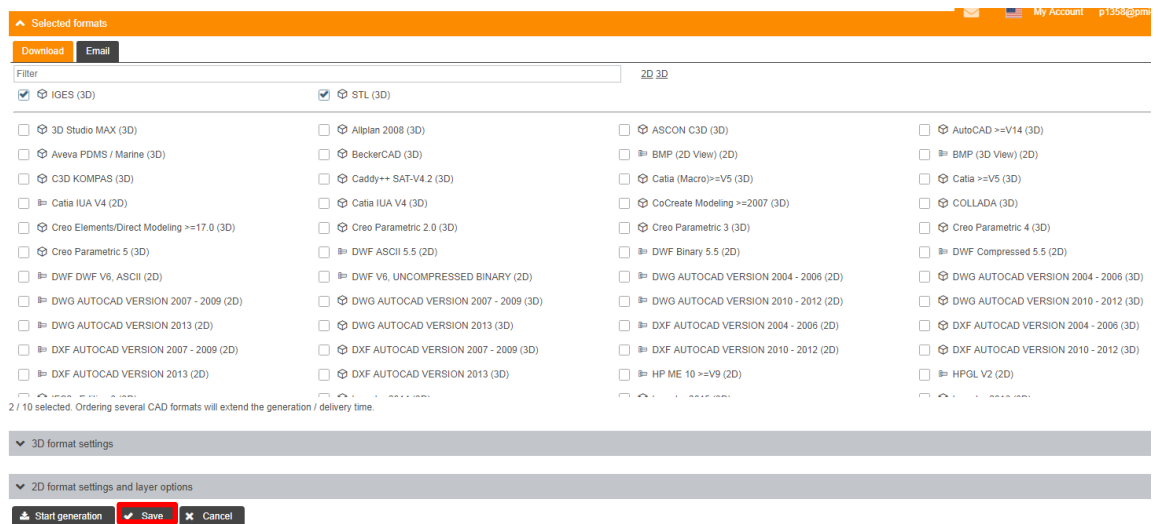 My Account p1358@pm
Selected formats
Download Email
Filter 2D 3D
IGES (3D) STL (3D)
3D Studio MAX (3D) Allplan 2008 (3D) ASCON C3D (3D) AutoCAD >=V14 (3D)
Aveva PDMS / Marine (3D) BeckerCAD (3D) BMP (2D View) (2D) BMP (3D View) (2D)
C3D KOMPAS (3D) Caddy++ SAT-V4.2 (3D) Catia (Macro)>=V5 (3D) Catia >=V5 (3D)
Catia IUA V4 (2D) Catia IUA V4 (3D) CoCreate Modeling >=2007 (3D) COLLADA (3D)
Creo Elements/Direct Modeling >=17.0 (3D) Creo Parametric 2.0 (3D) Creo Parametric 3 (3D) Creo Parametric 4 (3D)
Creo Parametric 5 (3D) DWF ASCII 5.5 (2D) DWF Binary 5.5 (2D) DWF Compressed 5.5 (2D)
DWF DWF V6, ASCII (2D) DWF V6, UNCOMPRESSED BINARY (2D) DWG AUTOCAD VERSION 2004 - 2006 (2D) DWG AUTOCAD VERSION 2004 - 2006 (3D)
DWG AUTOCAD VERSION 2007 - 2009 (2D) DWG AUTOCAD VERSION 2007 - 2009 (3D) DWG AUTOCAD VERSION 2010 - 2012 (2D) DWG AUTOCAD VERSION 2010 - 2012 (3D)
DWG AUTOCAD VERSION 2013 (2D) DWG AUTOCAD VERSION 2013 (3D) DXF AUTOCAD VERSION 2004 - 2006 (2D) DXF AUTOCAD VERSION 2004 - 2006 (3D)
DXF AUTOCAD VERSION 2007 - 2009 (2D) DXF AUTOCAD VERSION 2007 - 2009 (3D) DXF AUTOCAD VERSION 2010 - 2012 (2D) DXF AUTOCAD VERSION 2010 - 2012 (3D)
DXF AUTOCAD VERSION 2013 (2D) DXF AUTOCAD VERSION 2013 (3D) HP ME 10 >=V9 (2D) HPGL V2 (2D)
2 / 10 selected. Ordering several CAD formats will extend the generation / delivery time.
3D format settings
2D format settings and layer options
Start generation Save Cancel